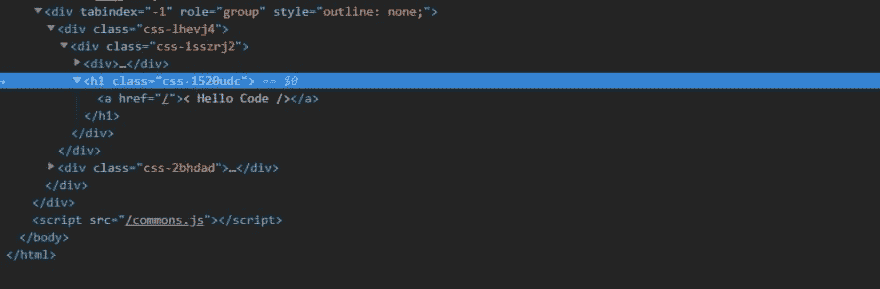 <div tabindex="-1" role="group" style="outline: none;">
<div class="css-lhevj4">
<div class="css-1sszrj2">
<div>…</div>
<h1 class="css-1520udc"> == $0
<a href="/">< Hello Code /></a>
</h1>
</div>
</div>
<div class="css-2bhdad">…</div>
</div>
</div>
<script src="/commons.js"></script>
</body>
</html>